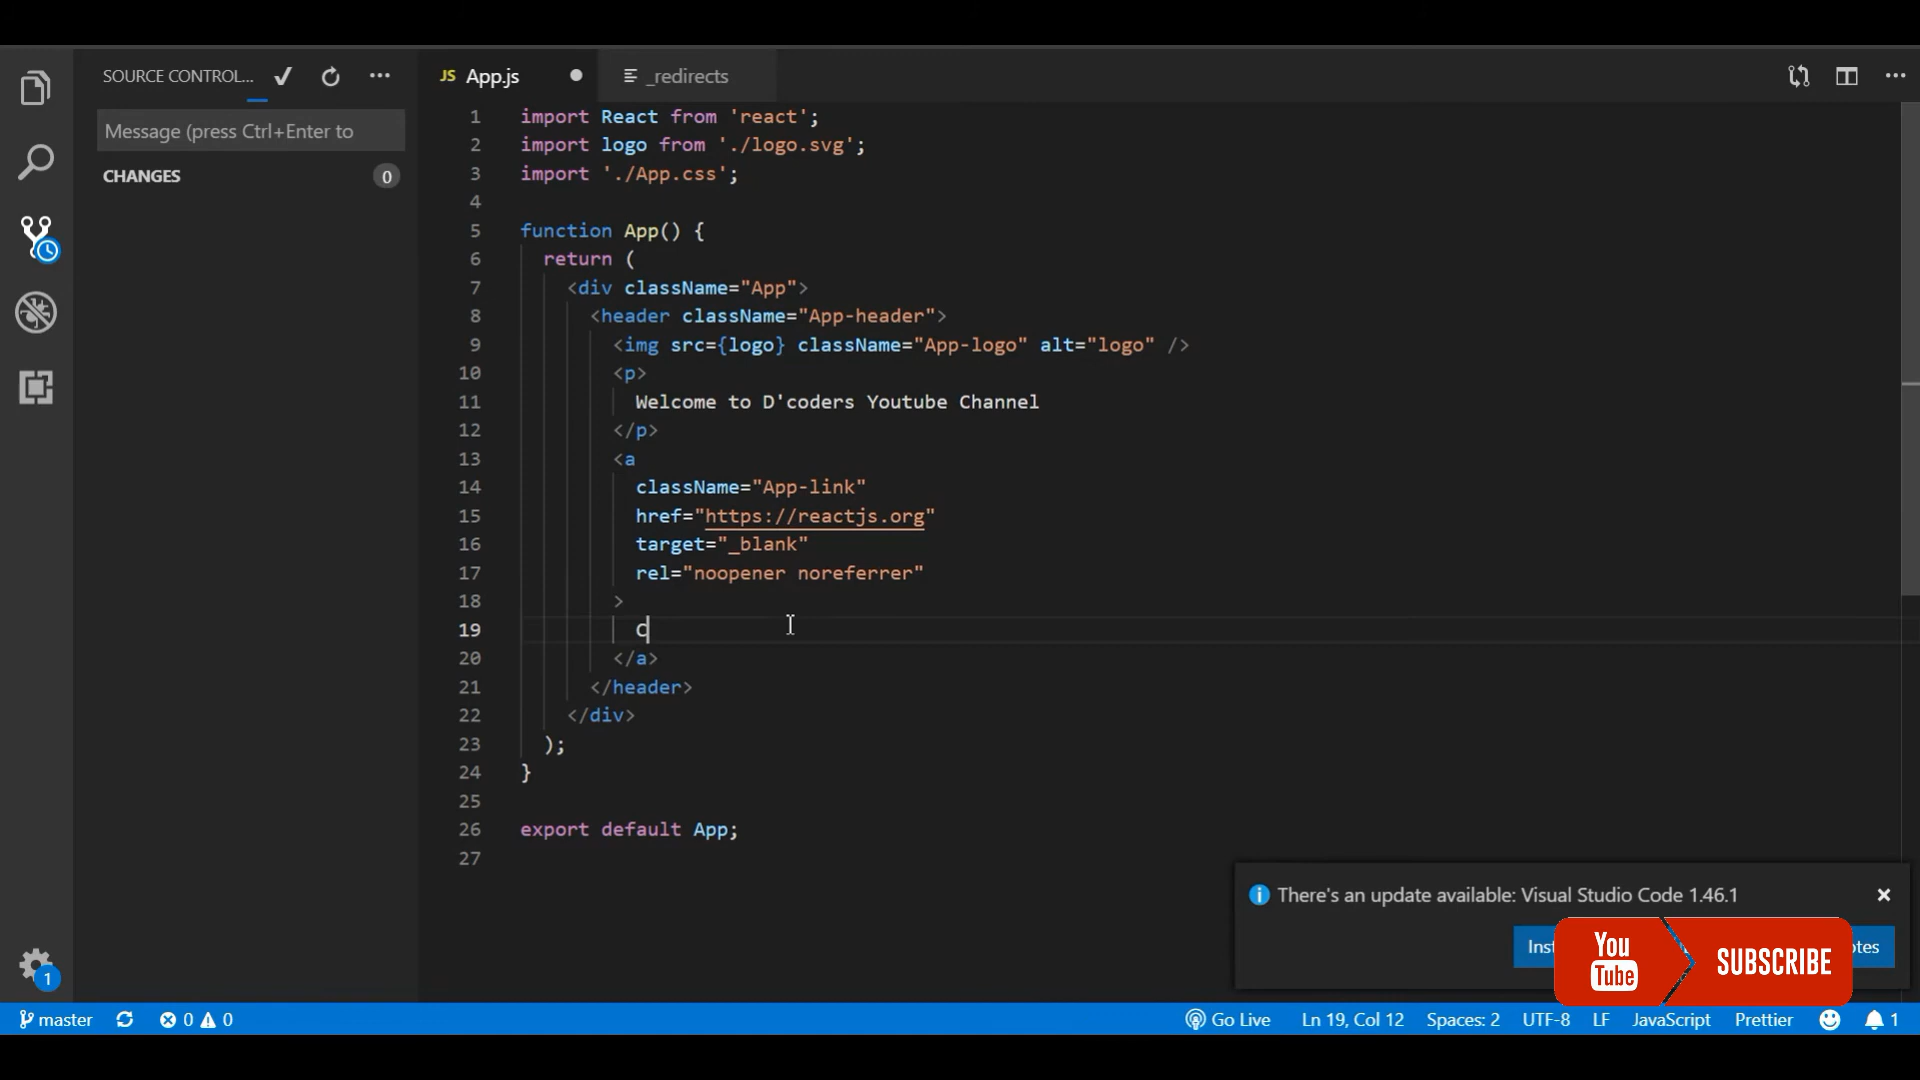 SOURCE CONTROL...
JS App.js
_redirects
Message (press Ctrl+Enter to
CHANGES 0
1 import React from 'react';
2 import logo from './logo.svg';
3 import './App.css';
4
5 function App() {
6 return (
7 <div className="App">
8 <header className="App-header">
9 <img src={logo} className="App-logo" alt="logo" />
10 <p>
11 Welcome to D'coders Youtube Channel
12 </p>
13 <a
14 className="App-link"
15 href="https://reactjs.org"
16 target="_blank"
17 rel="noopener noreferrer"
18 >
19 C
20 </a>
21 </header>
22 </div>
23 );
24 }
25
26 export default App;
27
There's an update available: Visual Studio Code 1.46.1
You Tube SUBSCRIBE
1
master 0 0 Go Live Ln 19, Col 12 Spaces: 2 UTF-8 LF JavaScript Prettier 1